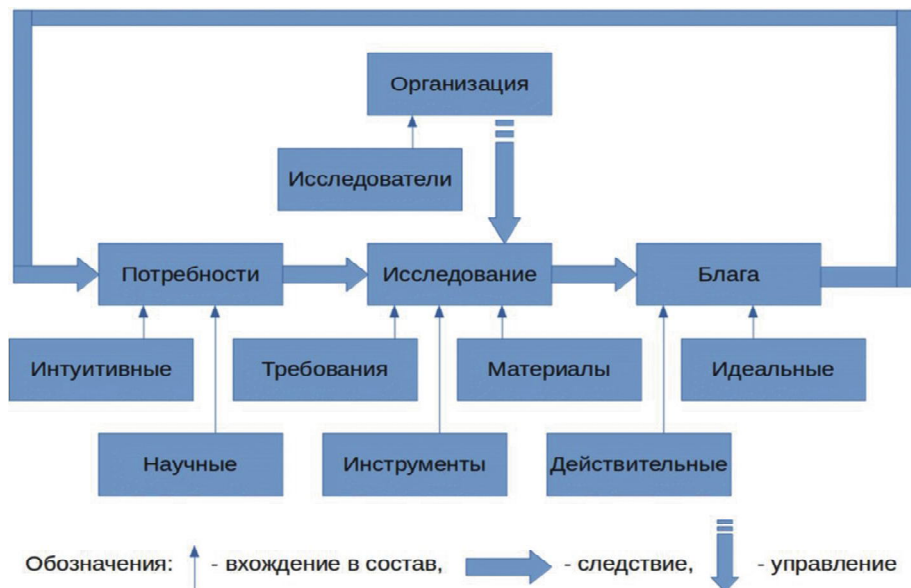 Организация
Исследователи
Потребности
Исследование
Блага
Интуитивные
Требования
Материалы
Идеальные
Научные
Инструменты
Действительные
Обозначения: - вхождение в состав, - следствие, - управление